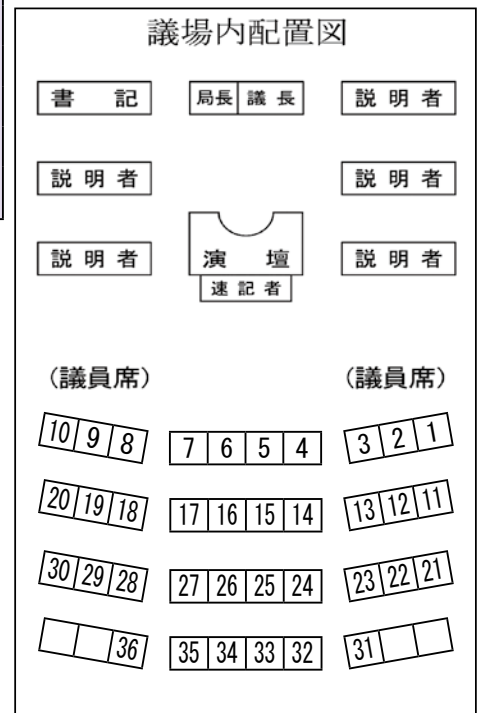 議場内配置図
書記 局長 議長 説明者
説明者 説明者
説明者 演壇 説明者
速記者
(議員席) (議員席)
10 9 8 7 6 5 4 3 2 1
20 19 18 17 16 15 14 13 12 11
30 29 28 27 26 25 24 23 22 21
36 35 34 33 32 31